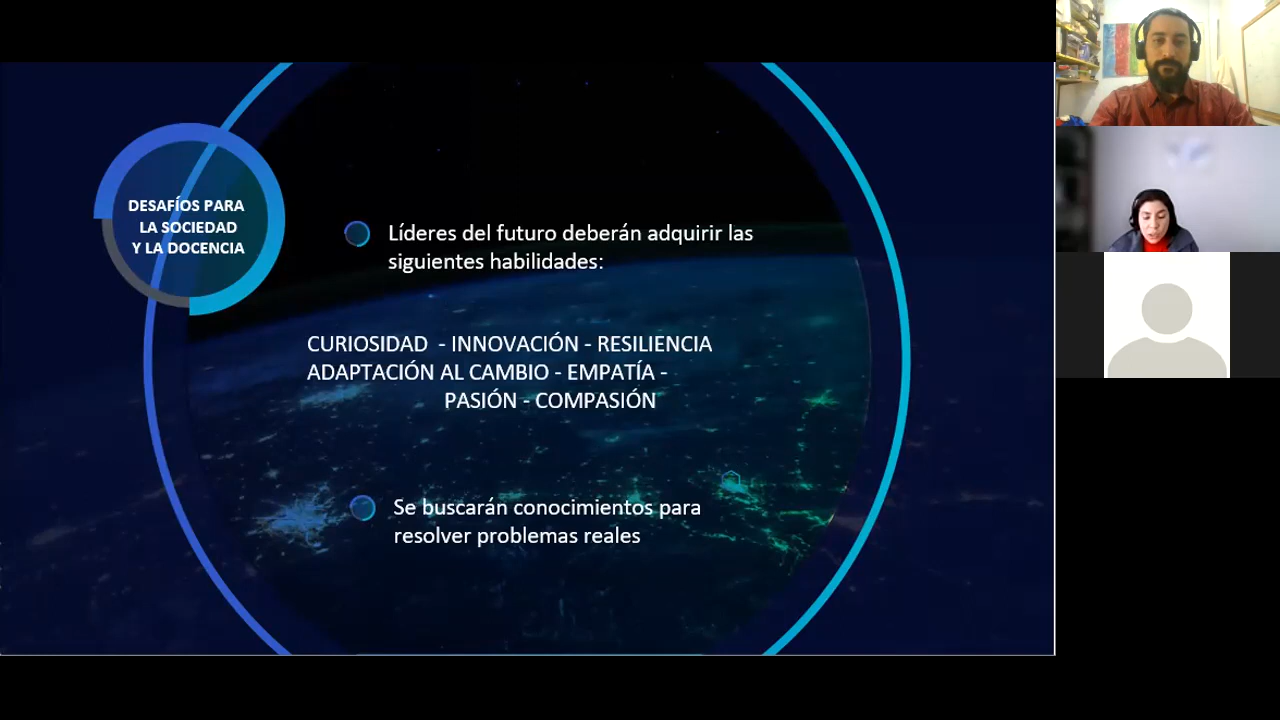 DESAFÍOS PARA
LA SOCIEDAD
Y LA DOCENCIA
Líderes del futuro deberán adquirir las
siguientes habilidades:
CURIOSIDAD - INNOVACIÓN - RESILIENCIA
ADAPTACIÓN AL CAMBIO - EMPATÍA -
PASIÓN - COMPASIÓN
Se buscarán conocimientos para
resolver problemas reales